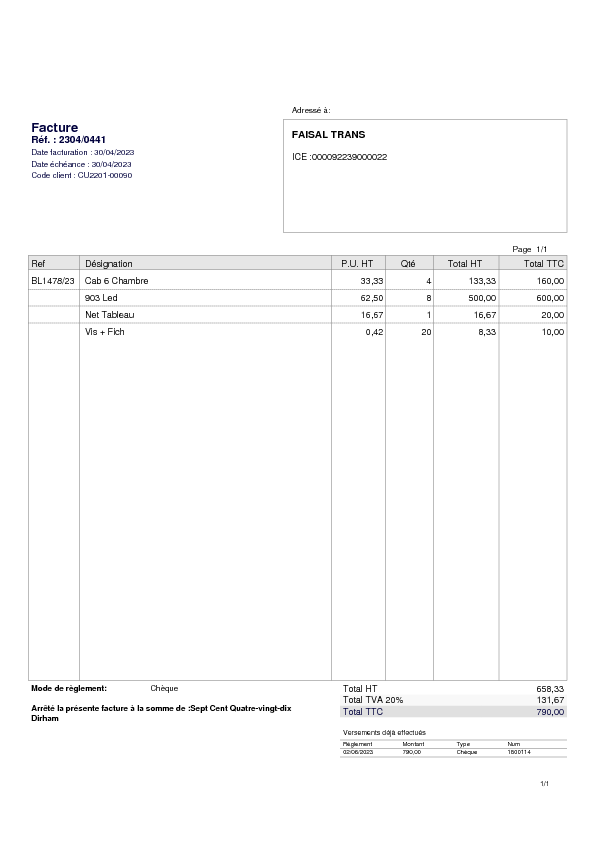 Adressé à:
Facture
Réf. : 2304/0441
Date facturation : 30/04/2023
Date échéance : 30/04/2023
Code client : CU2201-00090
FAISAL TRANS
ICE :000092239000022
Page 1/1
Ref Désignation P.U. HT Qté Total HT Total TTC
BL1478/23 Cab 6 Chambre 33,33 4 133,33 160,00
903 Led 62,50 8 500,00 600,00
Net Tableau 16,67 1 16,67 20,00
Vis + Fich 0,42 20 8,33 10,00
Mode de règlement: Chèque
Arrêté la présente facture à la somme de :Sept Cent Quatre-vingt-dix
Dirham
Total HT 658,33
Total TVA 20% 131,67
Total TTC 790,00
Versements déjà effectués
Règlement Montant Type Num
02/06/2023 790,00 Chèque 1800114
1/1